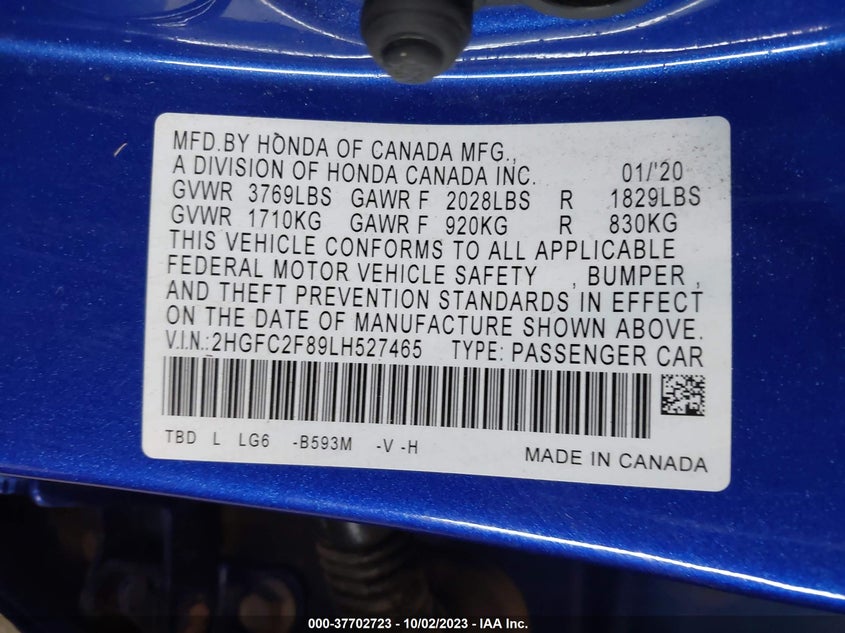 MFD.BY HONDA OF CANADA MFG.,
A DIVISION OF HONDA CANADA INC. 01/'20
GVWR 3769LBS GAWR F 2028LBS R 1829LBS
GVWR 1710KG GAWR F 920KG R 830KG
THIS VEHICLE CONFORMS TO ALL APPLICABLE
FEDERAL MOTOR VEHICLE SAFETY , BUMPER ,
AND THEFT PREVENTION STANDARDS IN EFFECT
ON THE DATE OF MANUFACTURE SHOWN ABOVE.
V.I.N.:2HGFC2F89LH527465 TYPE: PASSENGER CAR
TBD L LG6 -B593M -V -H
MADE IN CANADA
000-37702723 - 10/02/2023 - IAA Inc.